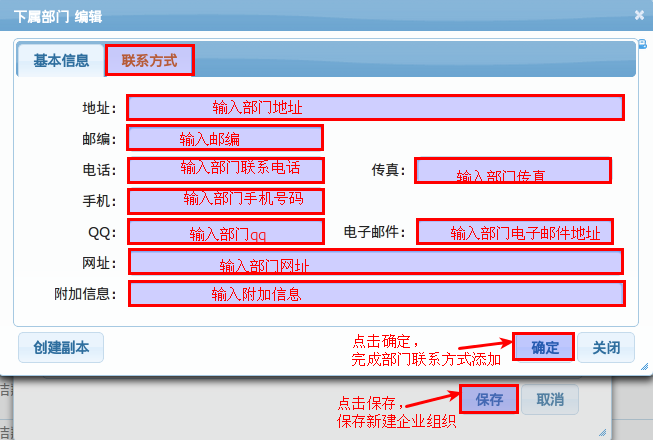 下属部门 编辑
基本信息 联系方式
地址: 输入部门地址
邮编: 输入邮编
电话: 输入部门联系电话 传真: 输入部门传真
手机: 输入部门手机号码
QQ: 输入部门qq 电子邮件: 输入部门电子邮件地址
网址: 输入部门网址
附加信息: 输入附加信息
点击确定,
完成部门联系方式添加
创建副本 确定 关闭
点击保存,
保存新建企业组织
保存 取消